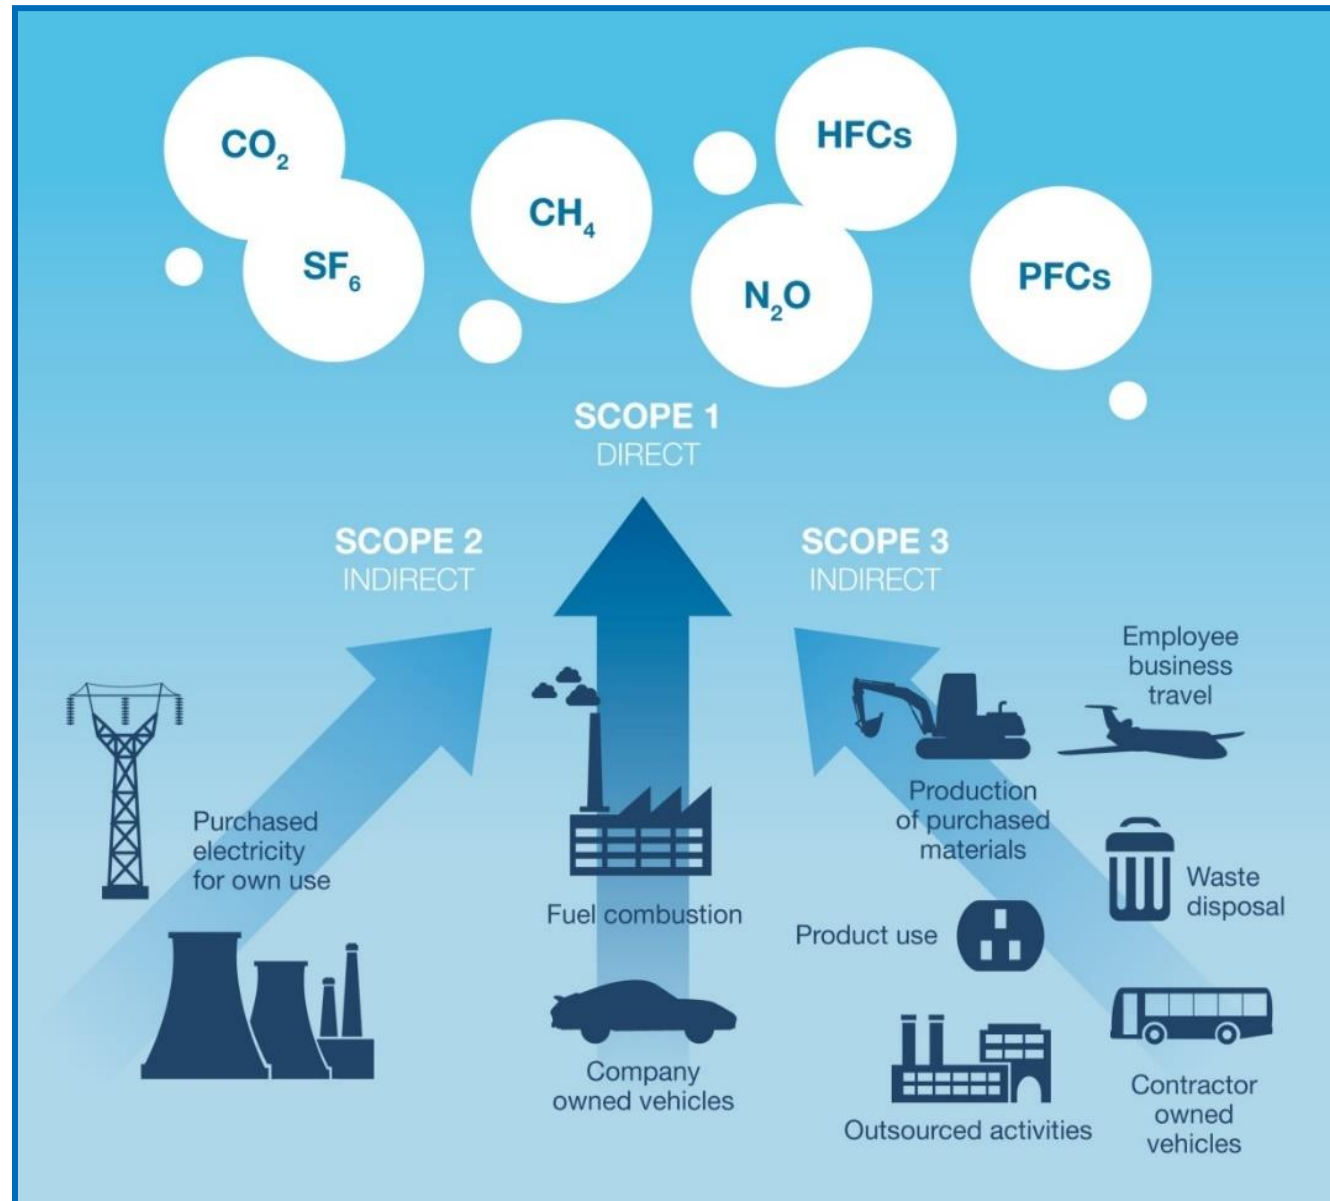 CO₂
SF₆
CH₄
HFCs
N₂O
PFCs
SCOPE 1
DIRECT
SCOPE 2
INDIRECT
SCOPE 3
INDIRECT
Purchased
electricity
for own use
Fuel combustion
Company
owned vehicles
Employee
business
travel
Production
of purchased
materials
Waste
disposal
Product use
Outsourced activities
Contractor
owned
vehicles